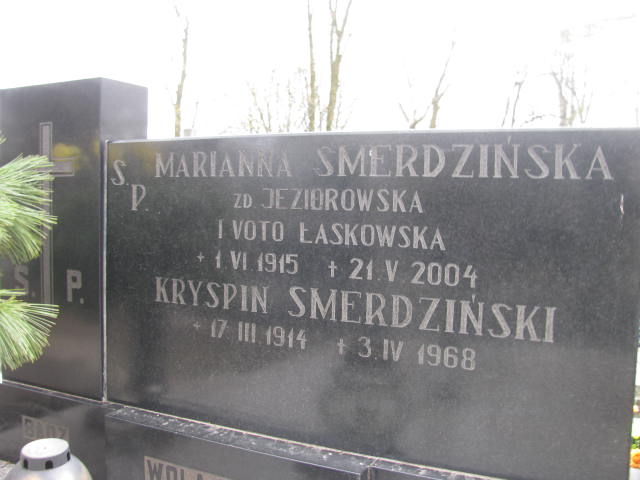 Ś. MARIANNA SMERDZIŃSKA
P. ZD. JEZIOROWSKA
I VOTO ŁASKOWSKA
+ 1.VI 1915 + 21 V 2004
KRYSPIN SMERDZIŃSKI
+ 17 III.1914 + 3.IV 1968
Ś. P.